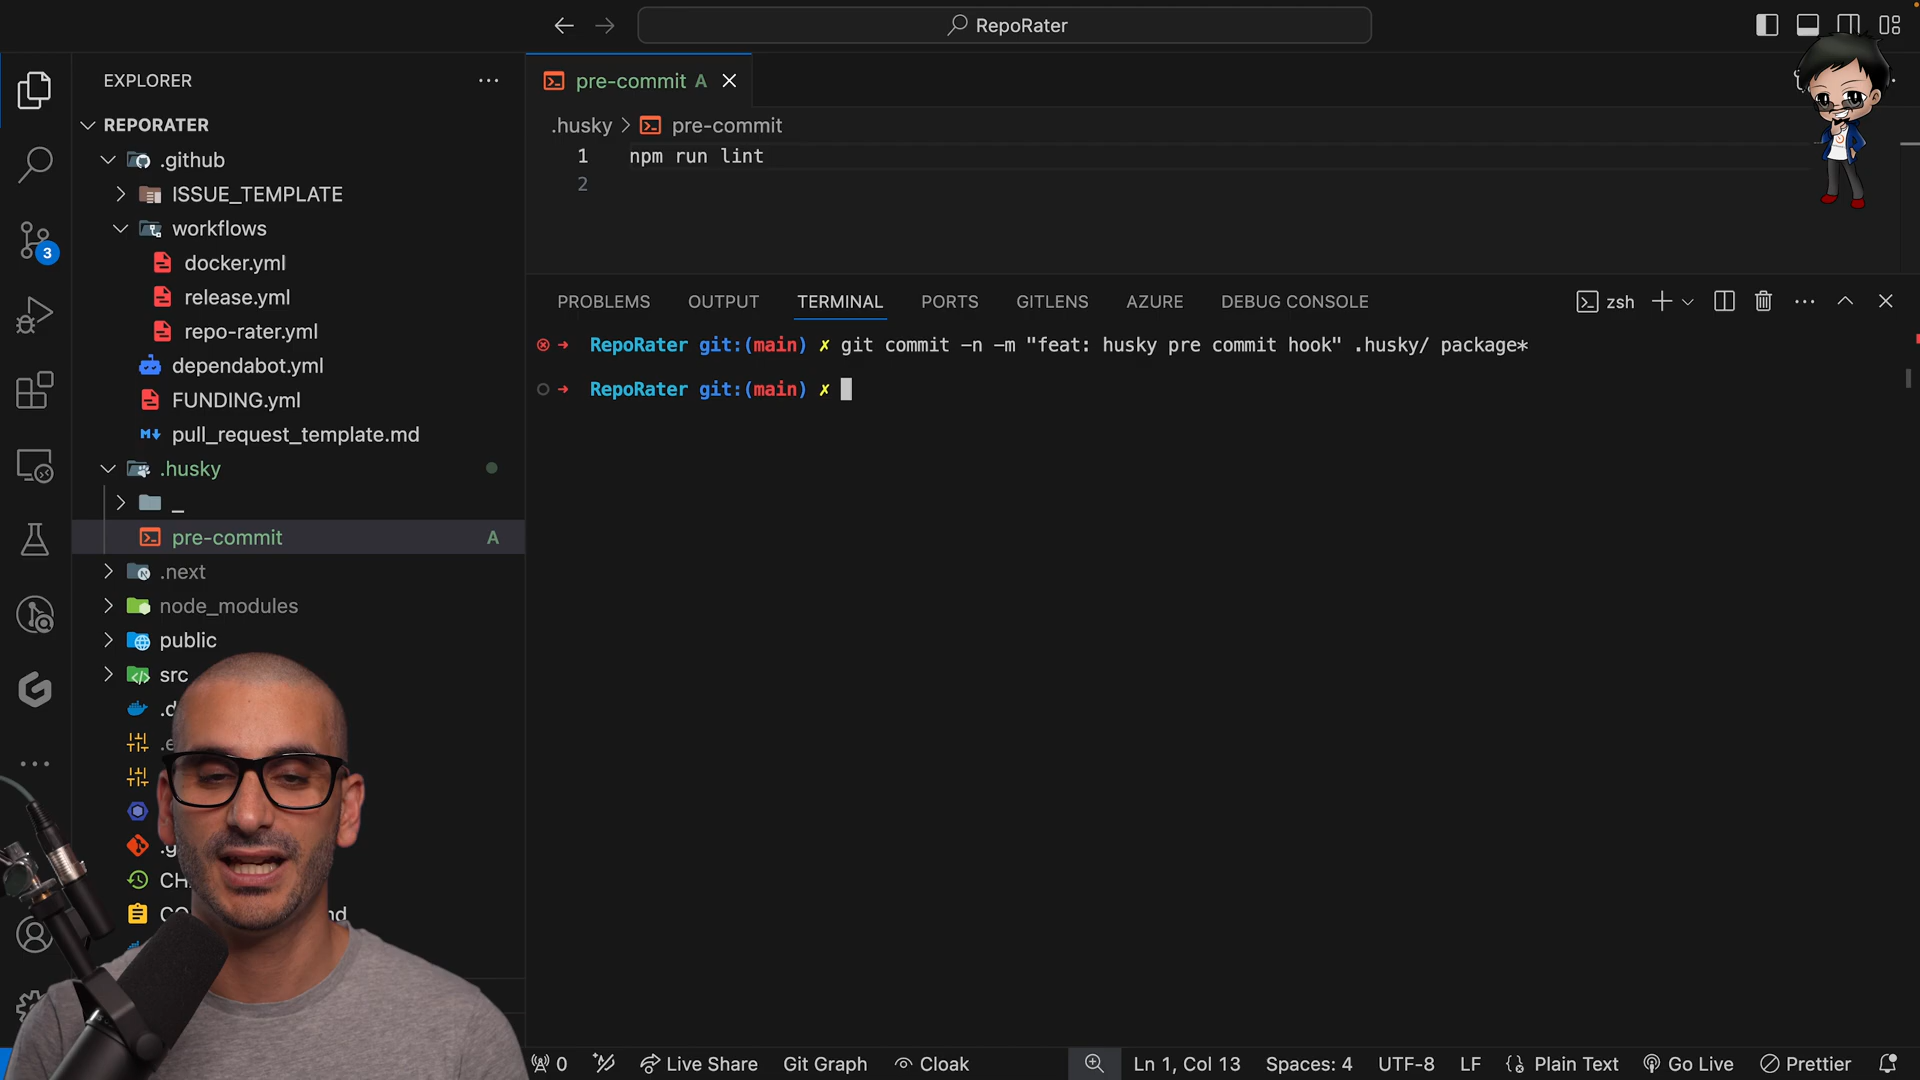 RepoRater
EXPLORER
REPORATER
.github
ISSUE_TEMPLATE
workflows
docker.yml
release.yml
repo-rater.yml
dependabot.yml
FUNDING.yml
pull_request_template.md
.husky
_
pre-commit A
.next
node_modules
public
src
3
pre-commit A
.husky > pre-commit
1 npm run lint
2
PROBLEMS OUTPUT TERMINAL PORTS GITLENS AZURE DEBUG CONSOLE
zsh
RepoRater git:(main) ✗ git commit -n -m "feat: husky pre commit hook" .husky/ package*
RepoRater git:(main) ✗
0 Live Share Git Graph Cloak Ln 1, Col 13 Spaces: 4 UTF-8 LF Plain Text Go Live Prettier